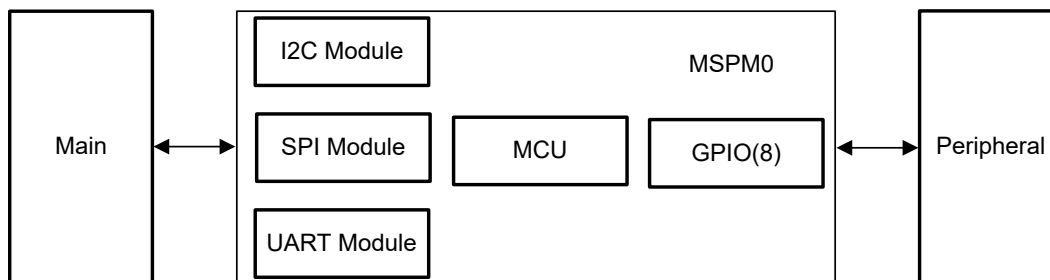 I2C Module
MSPM0
Main
SPI Module
MCU
GPIO(8)
Peripheral
UART Module